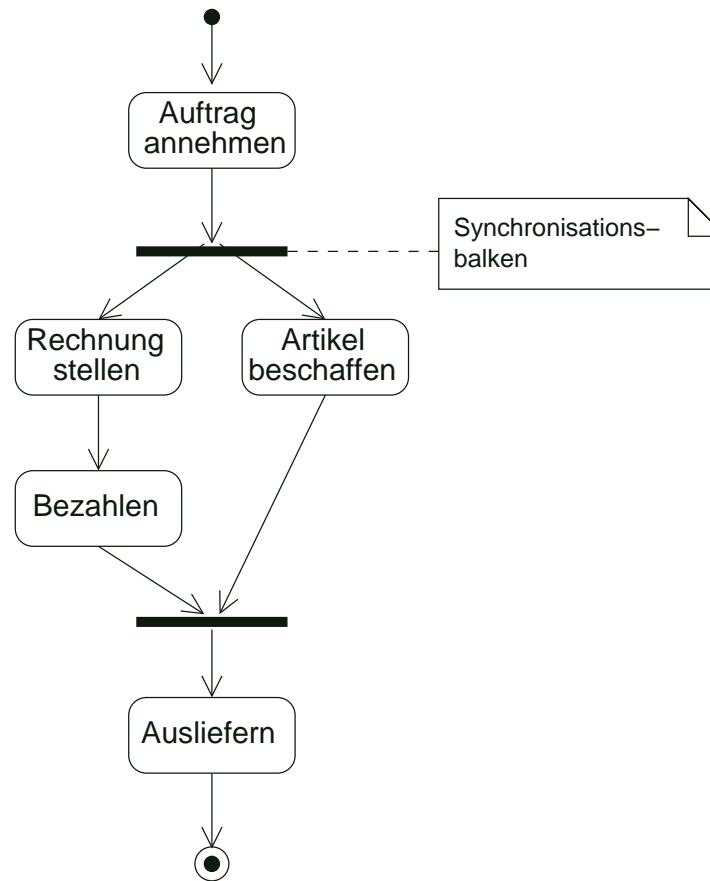 Auftrag
annehmen
Synchronisations−
balken
Rechnung
stellen
Artikel
beschaffen
Bezahlen
Ausliefern